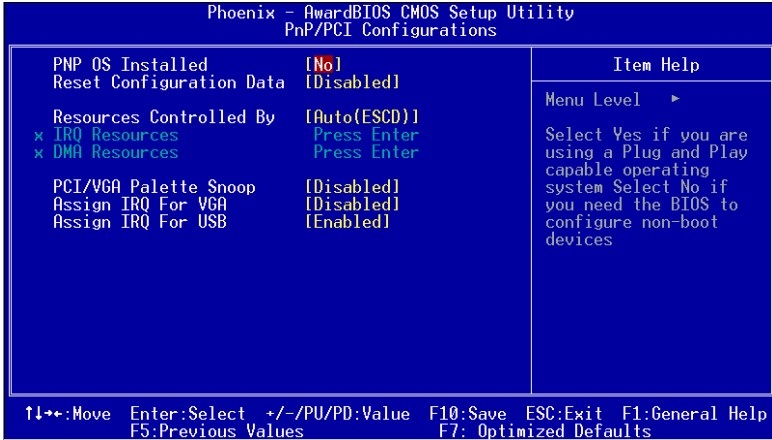 Phoenix - AwardBIOS CMOS Setup Utility
PnP/PCI Configurations
PNP OS Installed [No]
Reset Configuration Data [Disabled]
Resources Controlled By [Auto(ESCD)]
x IRQ Resources Press Enter
x DMA Resources Press Enter
PCI/VGA Palette Snoop [Disabled]
Assign IRQ For VGA [Disabled]
Assign IRQ For USB [Enabled]
Item Help
Menu Level ►
Select Yes if you are
using a Plug and Play
capable operating
system Select No if
you need the BIOS to
configure non-boot
devices
↑↓→←:Move Enter:Select +/-/PU/PD:Value F10:Save ESC:Exit F1:General Help
F5:Previous Values F7: Optimized Defaults